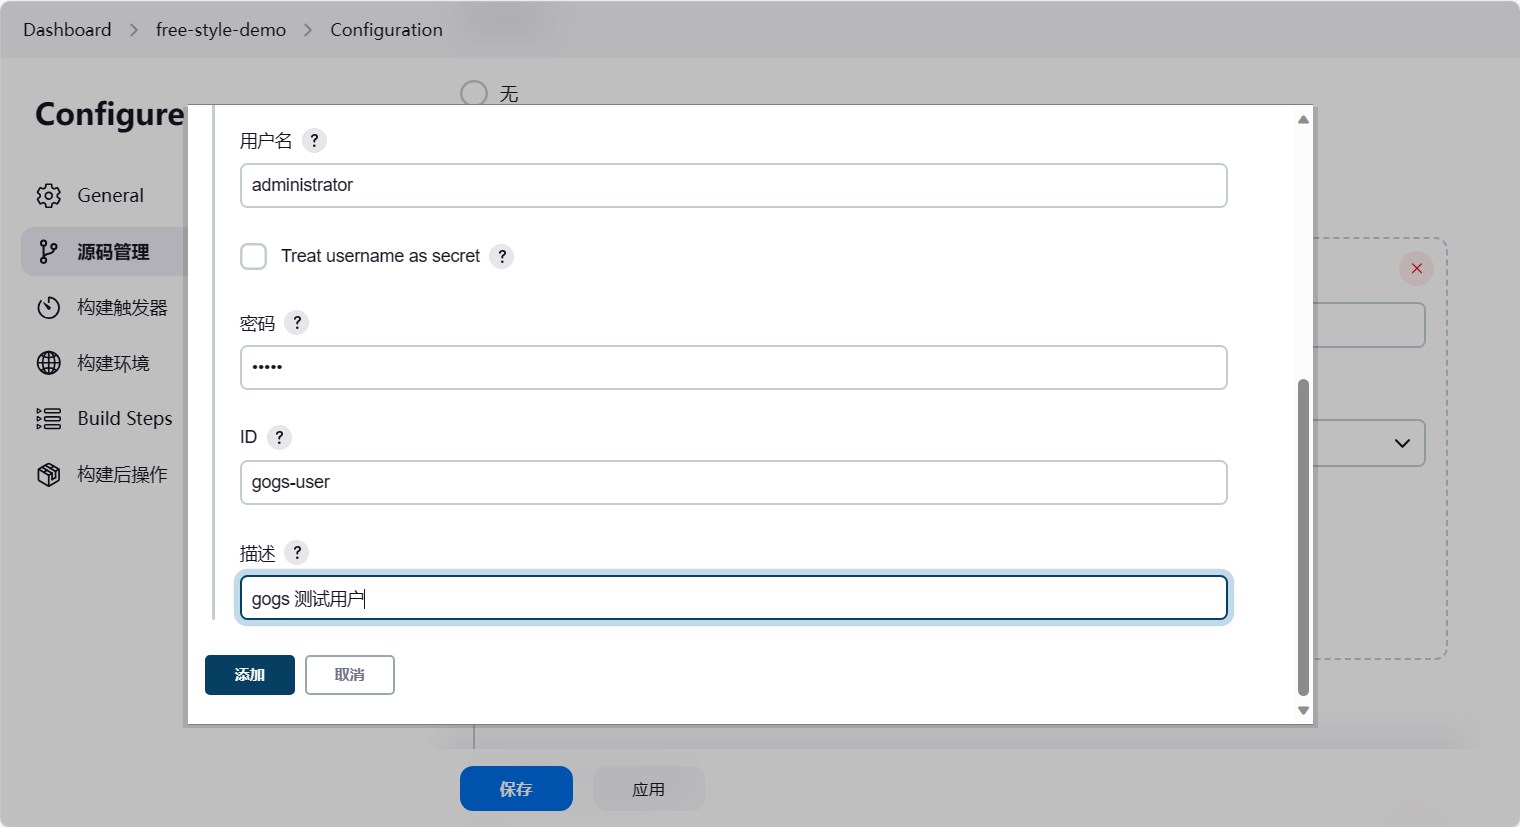 Dashboard > free-style-demo > Configuration
Configure
General
源码管理
构建触发器
构建环境
Build Steps
构建后操作
无
用户名 ?
administrator
Treat username as secret ?
密码 ?
•••••
ID ?
gogs-user
描述 ?
gogs 测试用户
添加 取消
保存 应用